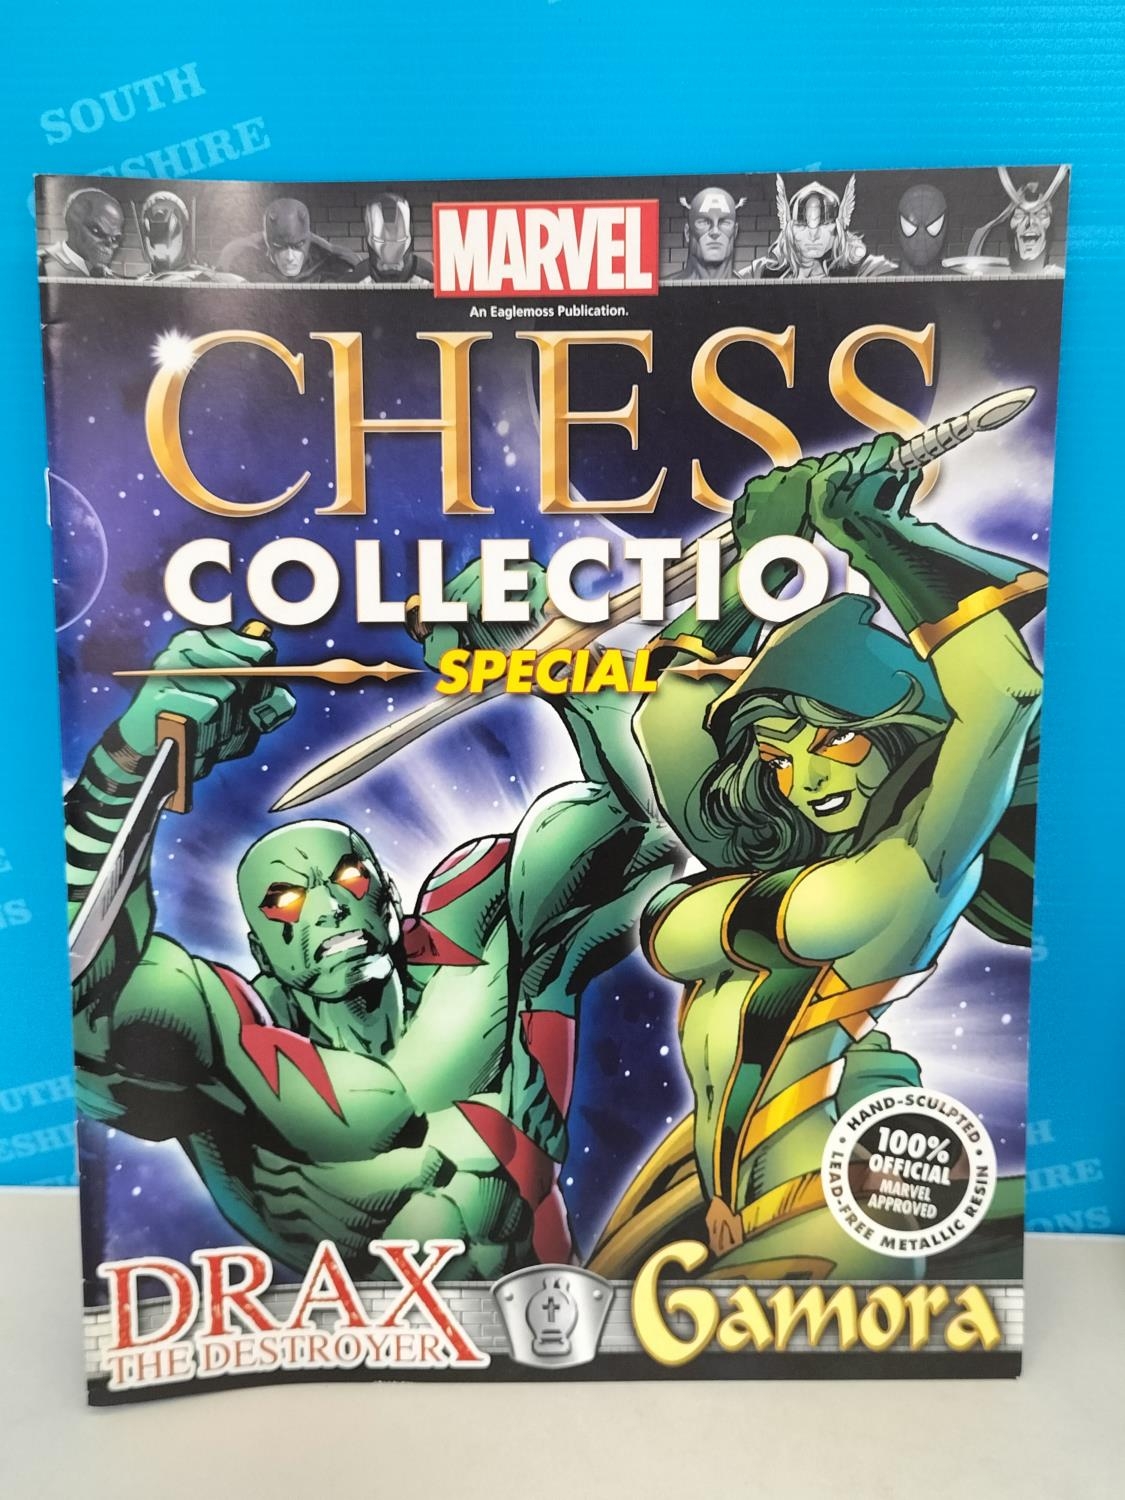 SOUTH
MARVEL
An Eaglemoss Publication.
CHESS
COLLECTION
SPECIAL
HAND-SCULPTED
100%
OFFICIAL
MARVEL
APPROVED
LEAD-FREE METALLIC RESIN
DRAX
THE DESTROYER
Gamora